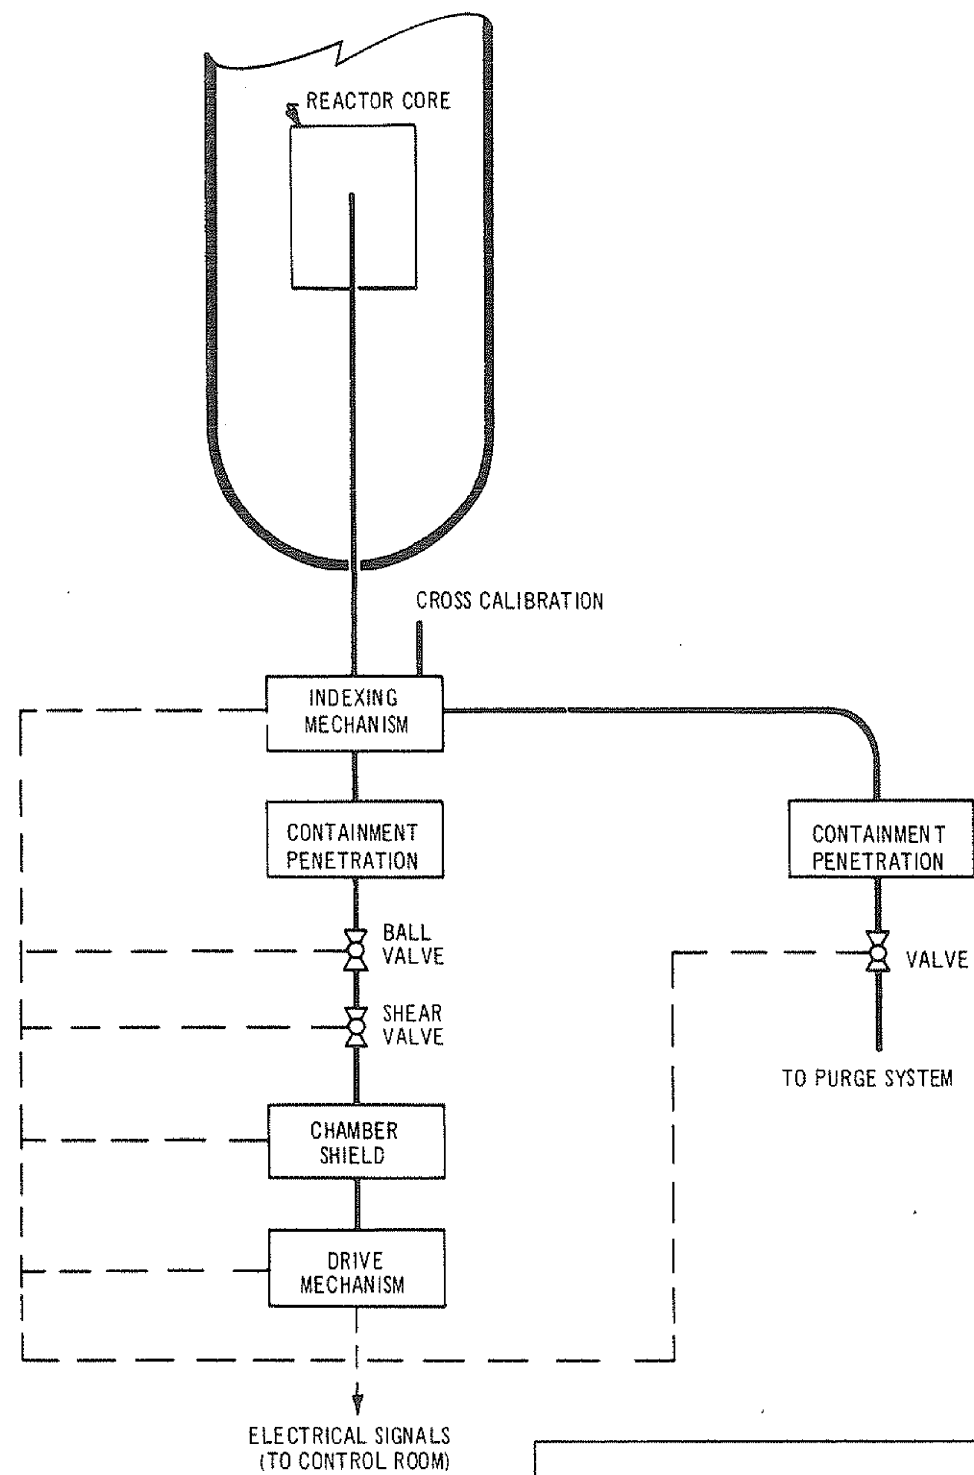 REACTOR CORE
CROSS CALIBRATION
INDEXING
MECHANISM
CONTAINMENT
PENETRATION
CONTAINMENT
PENETRATION
BALL
VALVE
VALVE
SHEAR
VALVE
TO PURGE SYSTEM
CHAMBER
SHIELD
DRIVE
MECHANISM
ELECTRICAL SIGNALS
(TO CONTROL ROOM)